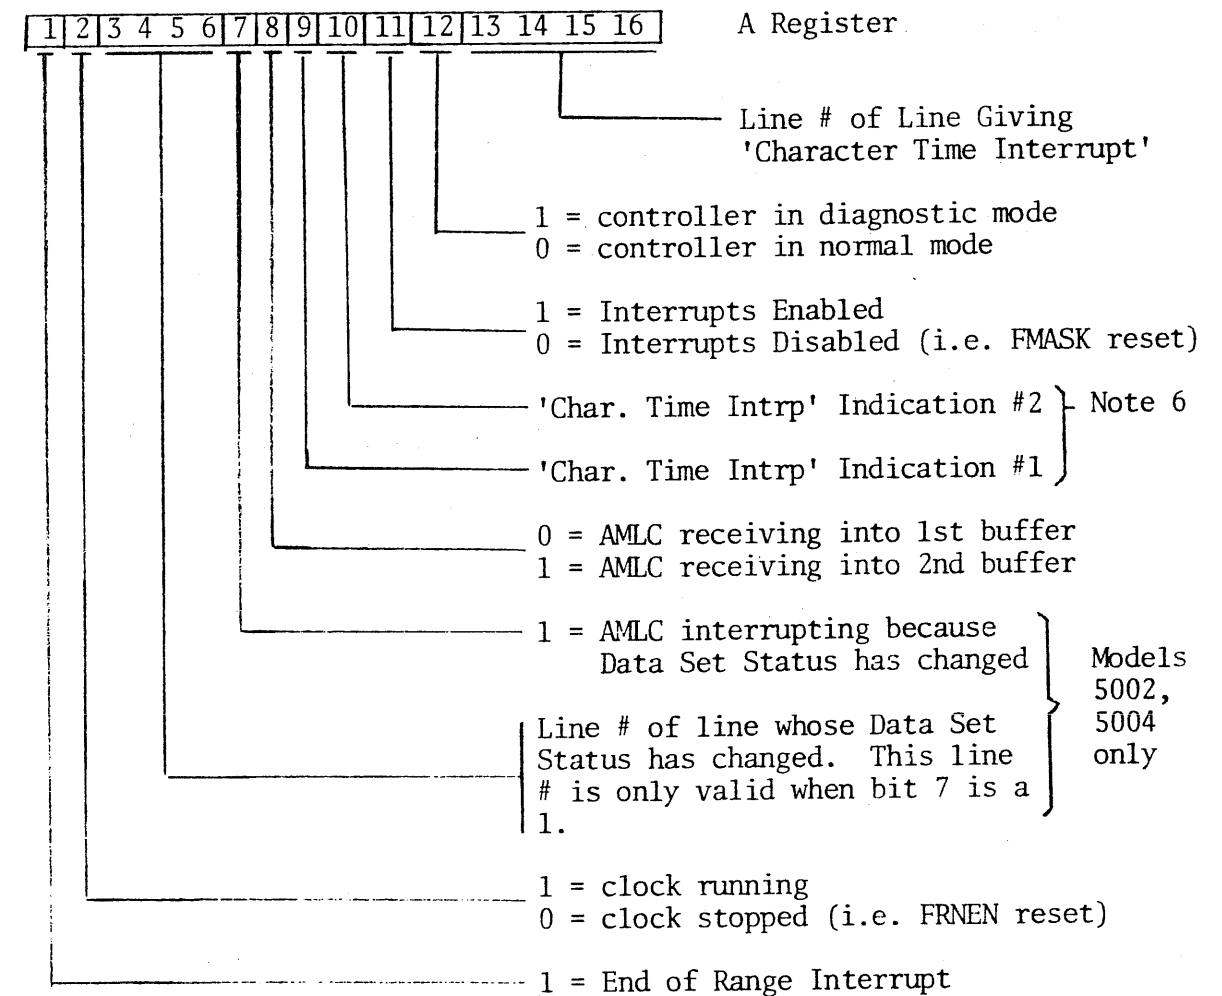 1 2 3 4 5 6 7 8 9 10 11 12 13 14 15 16 A Register
Line # of Line Giving
'Character Time Interrupt'
1 = controller in diagnostic mode
0 = controller in normal mode
1 = Interrupts Enabled
0 = Interrupts Disabled (i.e. FMASK reset)
'Char. Time Intrp' Indication #2 Note 6
'Char. Time Intrp' Indication #1
0 = AMLC receiving into 1st buffer
1 = AMLC receiving into 2nd buffer
1 = AMLC interrupting because
Data Set Status has changed
Models
5002,
5004
only
Line # of line whose Data Set
Status has changed. This line
# is only valid when bit 7 is a
1.
1 = clock running
0 = clock stopped (i.e. FRNEN reset)
1 = End of Range Interrupt